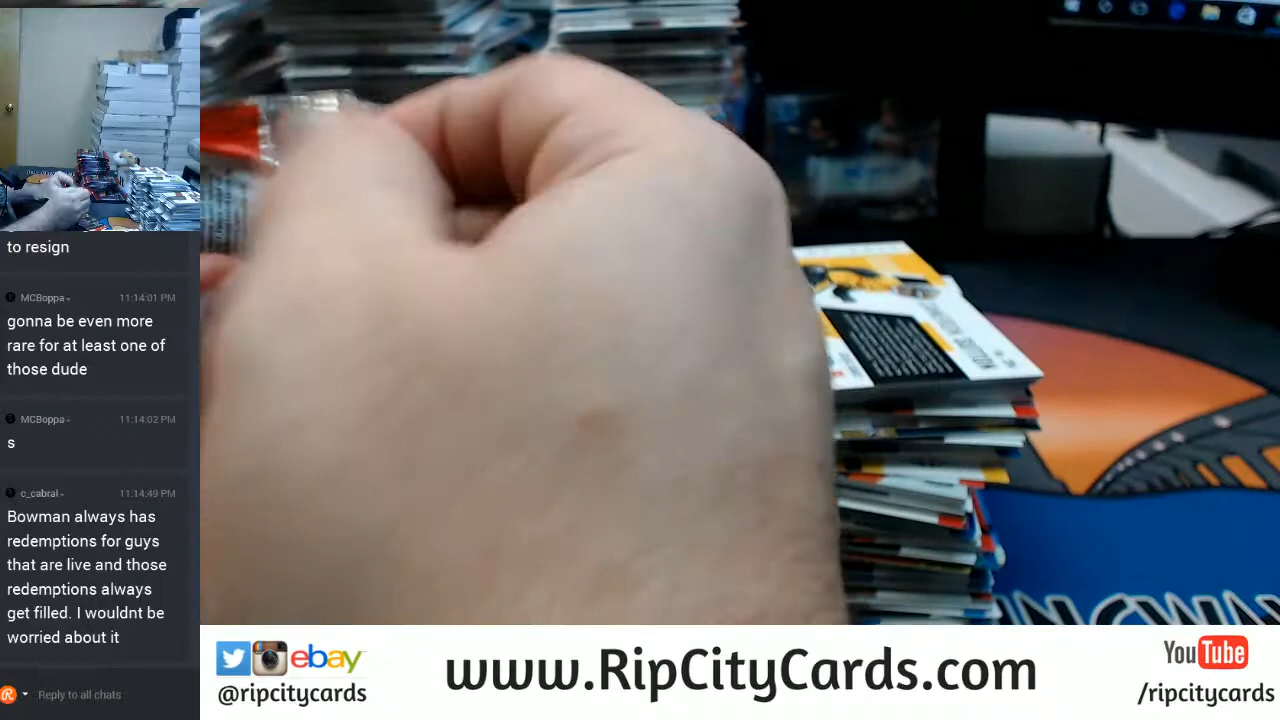 to resign
MCBoppa
11:14:01 PM
gonna be even more
rare for at least one of
those dude
MCBoppa
11:14:02 PM
s
c_cabral
11:14:49 PM
Bowman always has
redemptions for guys
that are live and those
redemptions always
get filled. I wouldnt be
worried about it
Reply to all chats
ebay
@ripcitycards
www.RipCityCards.com
YouTube
/ripcitycards